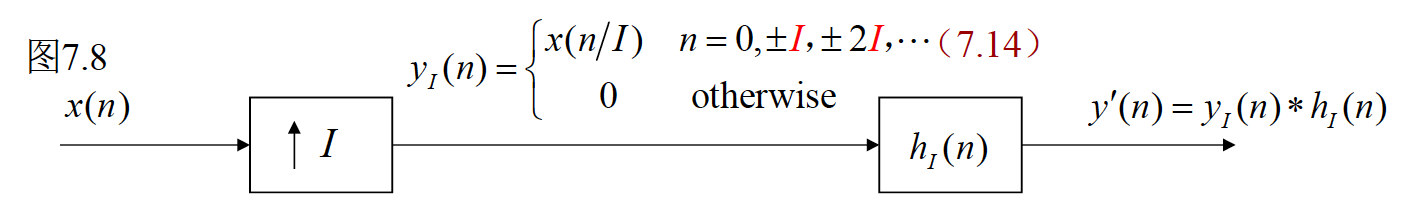 图7.8
x(n)
↑ I
y_I(n) = { x(n/I)  n = 0, ±I, ±2I, ⋯（7.14）
0  otherwise
h_I(n)
y′(n) = y_I(n) * h_I(n)